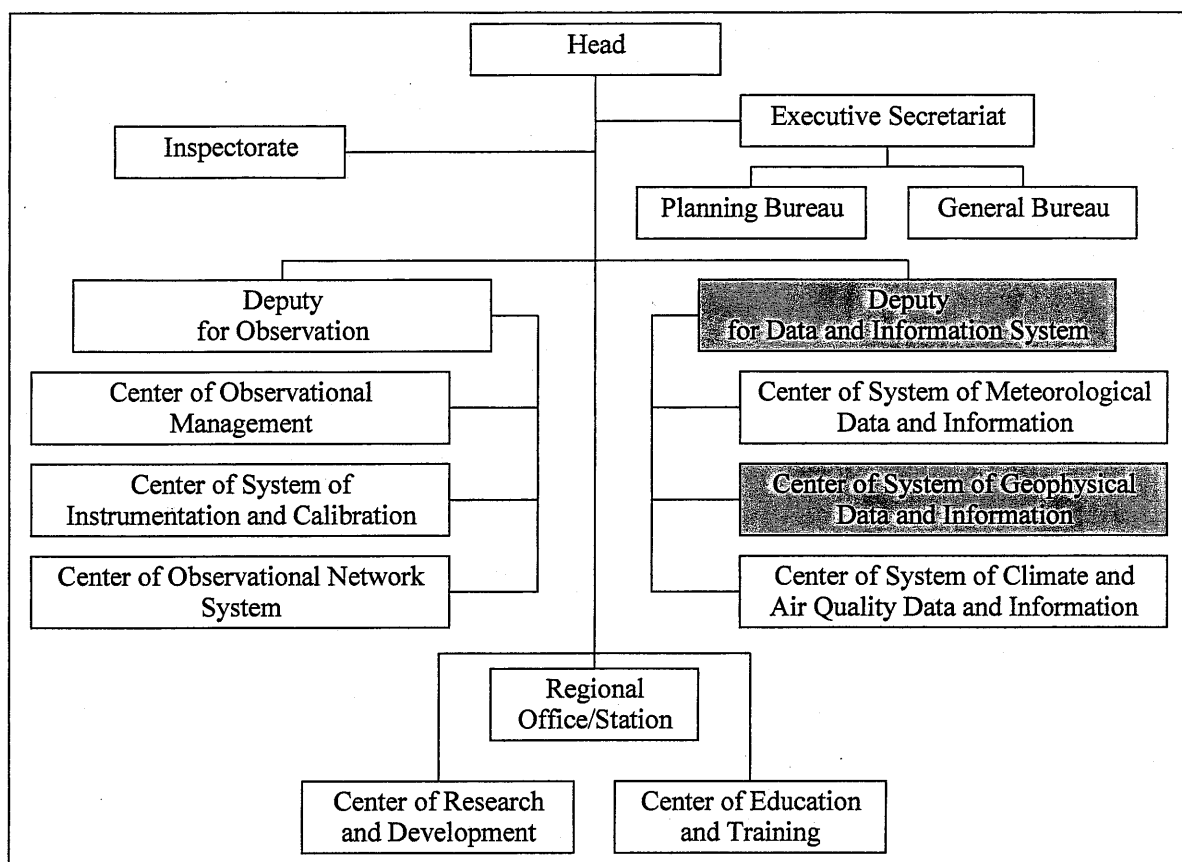 Head
Executive Secretariat
Inspectorate
Planning Bureau
General Bureau
Deputy
for Observation
Deputy
for Data and Information System
Center of Observational
Management
Center of System of Meteorological
Data and Information
Center of System of
Instrumentation and Calibration
Center of System of Geophysical
Data and Information
Center of Observational Network
System
Center of System of Climate and
Air Quality Data and Information
Regional
Office/Station
Center of Research
and Development
Center of Education
and Training